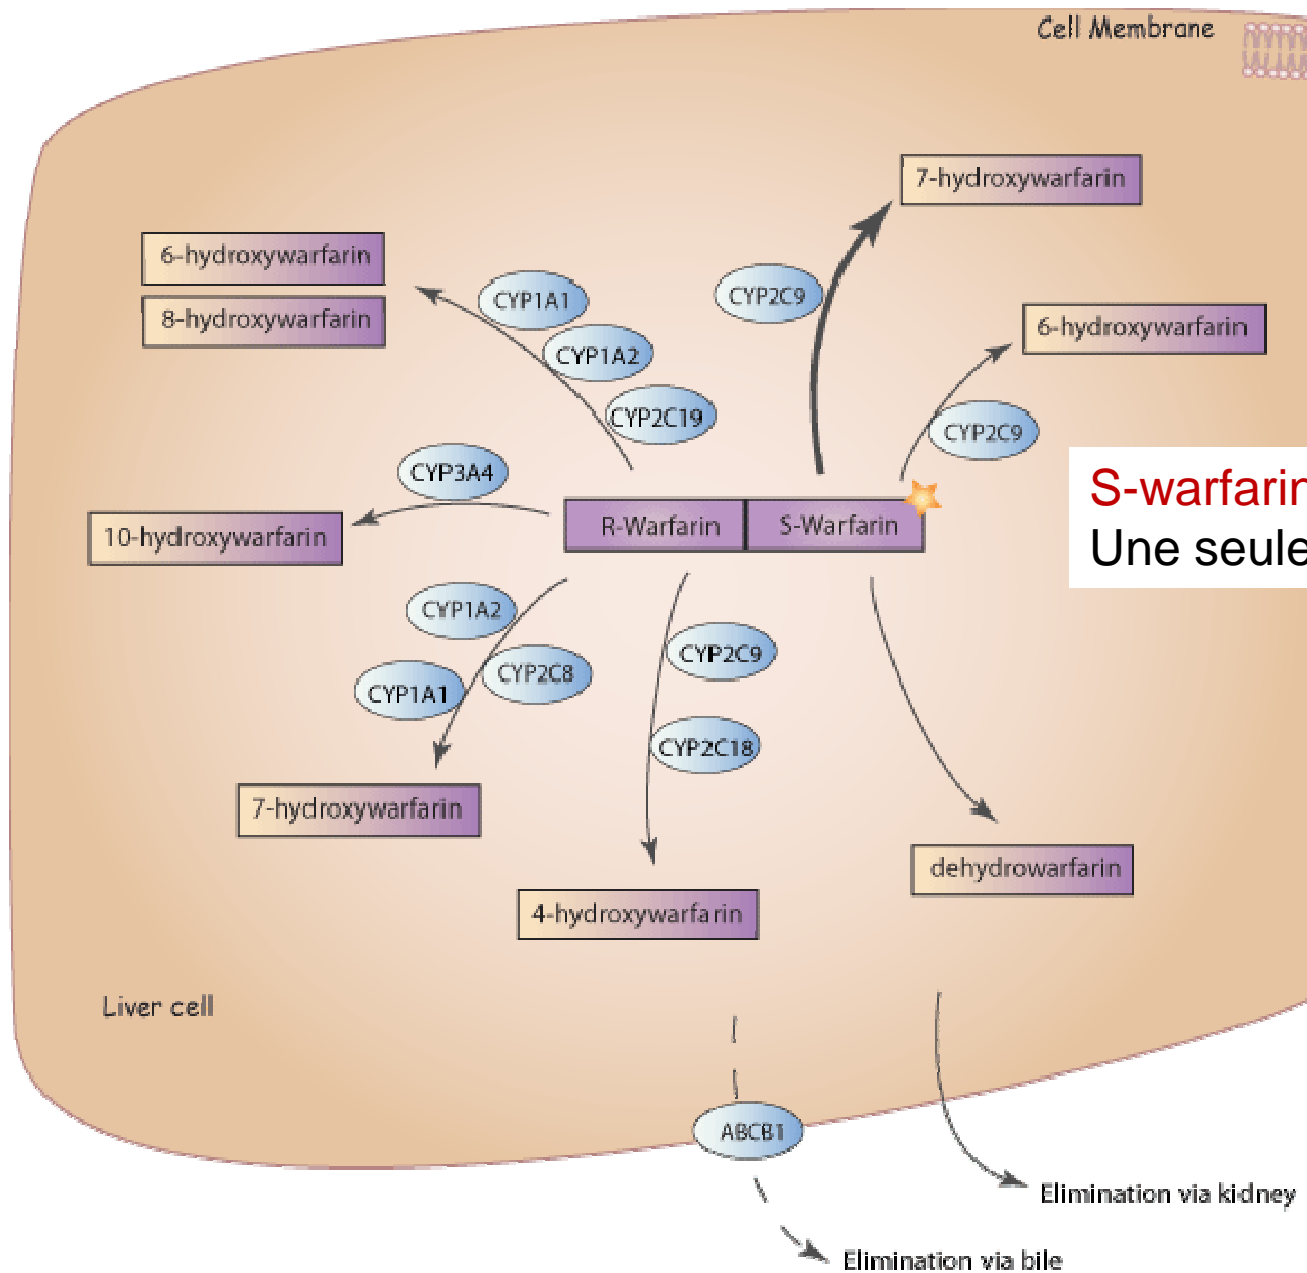 Cell Membrane
7-hydroxywarfarin
6-hydroxywarfarin
8-hydroxywarfarin
CYP1A1
CYP2C9
6-hydroxywarfarin
CYP1A2
CYP2C19
CYP2C9
CYP3A4
S-warfarin
Une seule
10-hydroxywarfarin
R-Warfarin
S-Warfarin
CYP1A2
CYP2C9
CYP2C8
CYP1A1
CYP2C18
7-hydroxywarfarin
dehydrowarfarin
4-hydroxywarfarin
Liver cell
ABCB1
Elimination via kidney
Elimination via bile